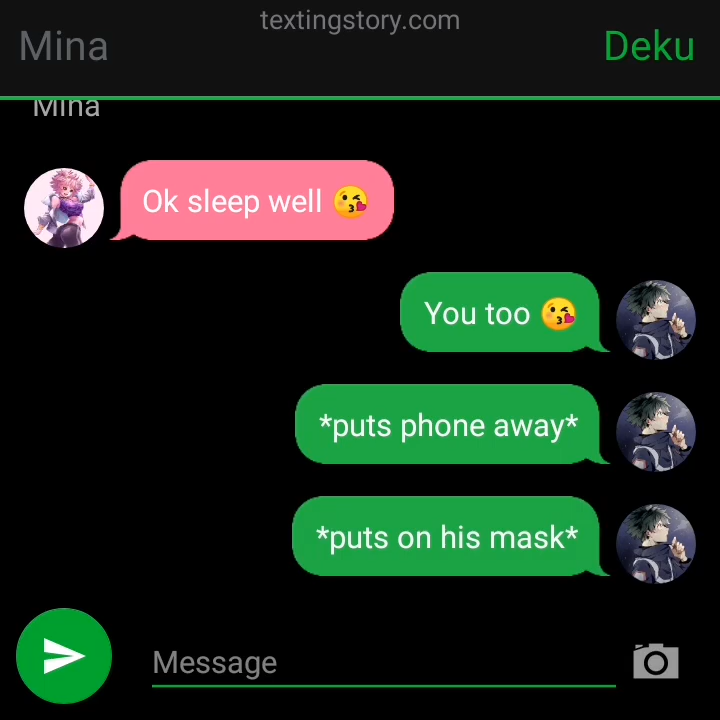 textingstory.com
Mina
Deku
Mina
Ok sleep well 😘
You too 😘
*puts phone away*
*puts on his mask*
Message